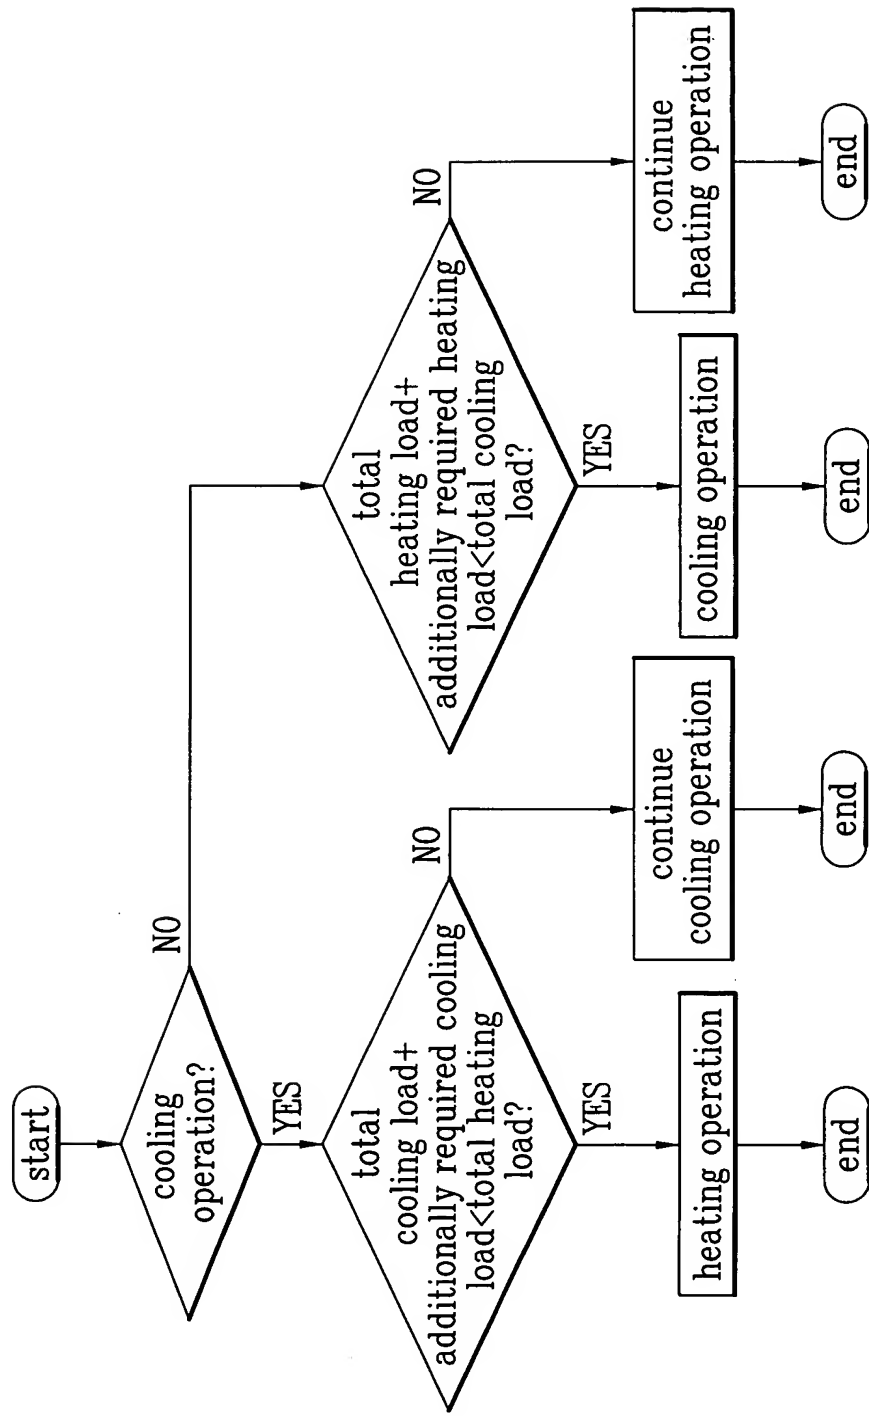 start
cooling
operation?
NO
YES
total
cooling load+
additionally required cooling
load<total heating
load?
NO
YES
total
heating load+
additionally required heating
load<total cooling
load?
NO
YES
heating operation
continue
cooling operation
cooling operation
continue
heating operation
end
end
end
end